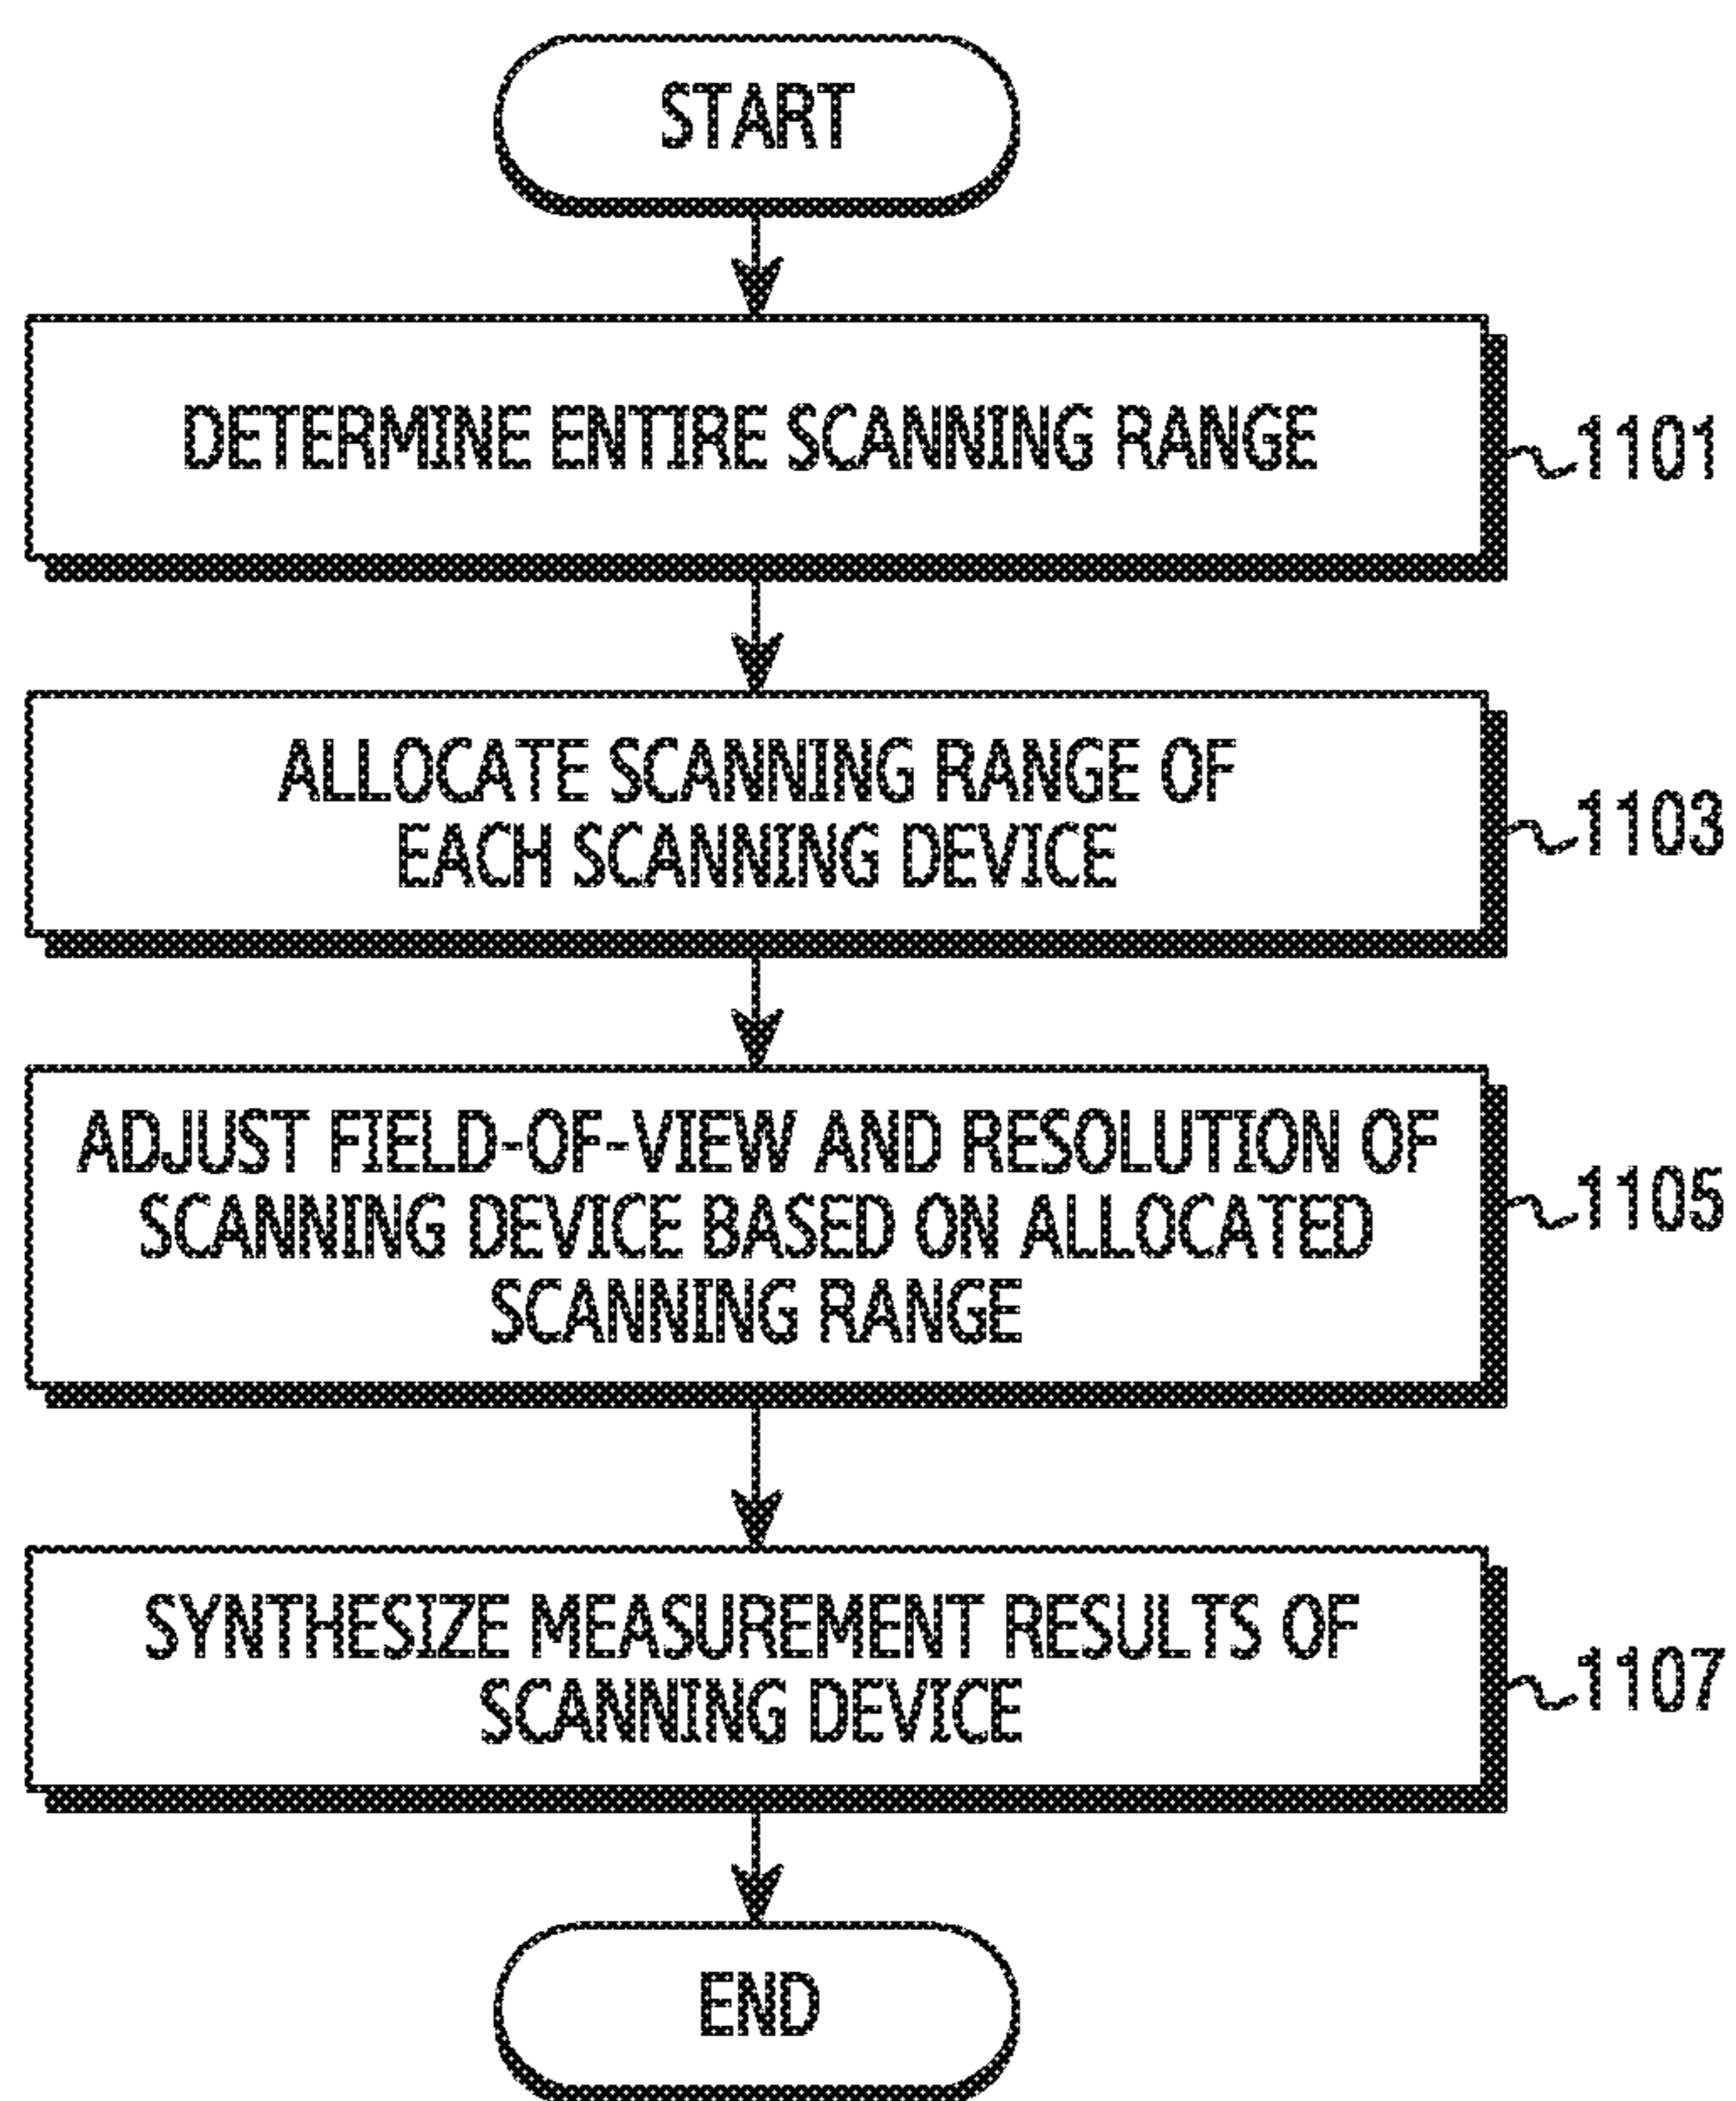 START
DETERMINE ENTIRE SCANNING RANGE
1101
ALLOCATE SCANNING RANGE OF
EACH SCANNING DEVICE
1103
ADJUST FIELD-OF-VIEW AND RESOLUTION OF
SCANNING DEVICE BASED ON ALLOCATED
SCANNING RANGE
1105
SYNTHESIZE MEASUREMENT RESULTS OF
SCANNING DEVICE
1107
END